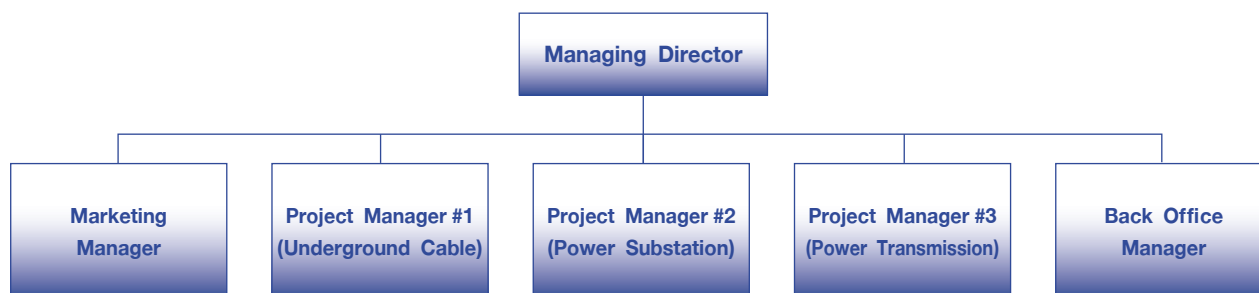 Managing Director
Marketing
Manager
Project Manager #1
(Underground Cable)
Project Manager #2
(Power Substation)
Project Manager #3
(Power Transmission)
Back Office
Manager